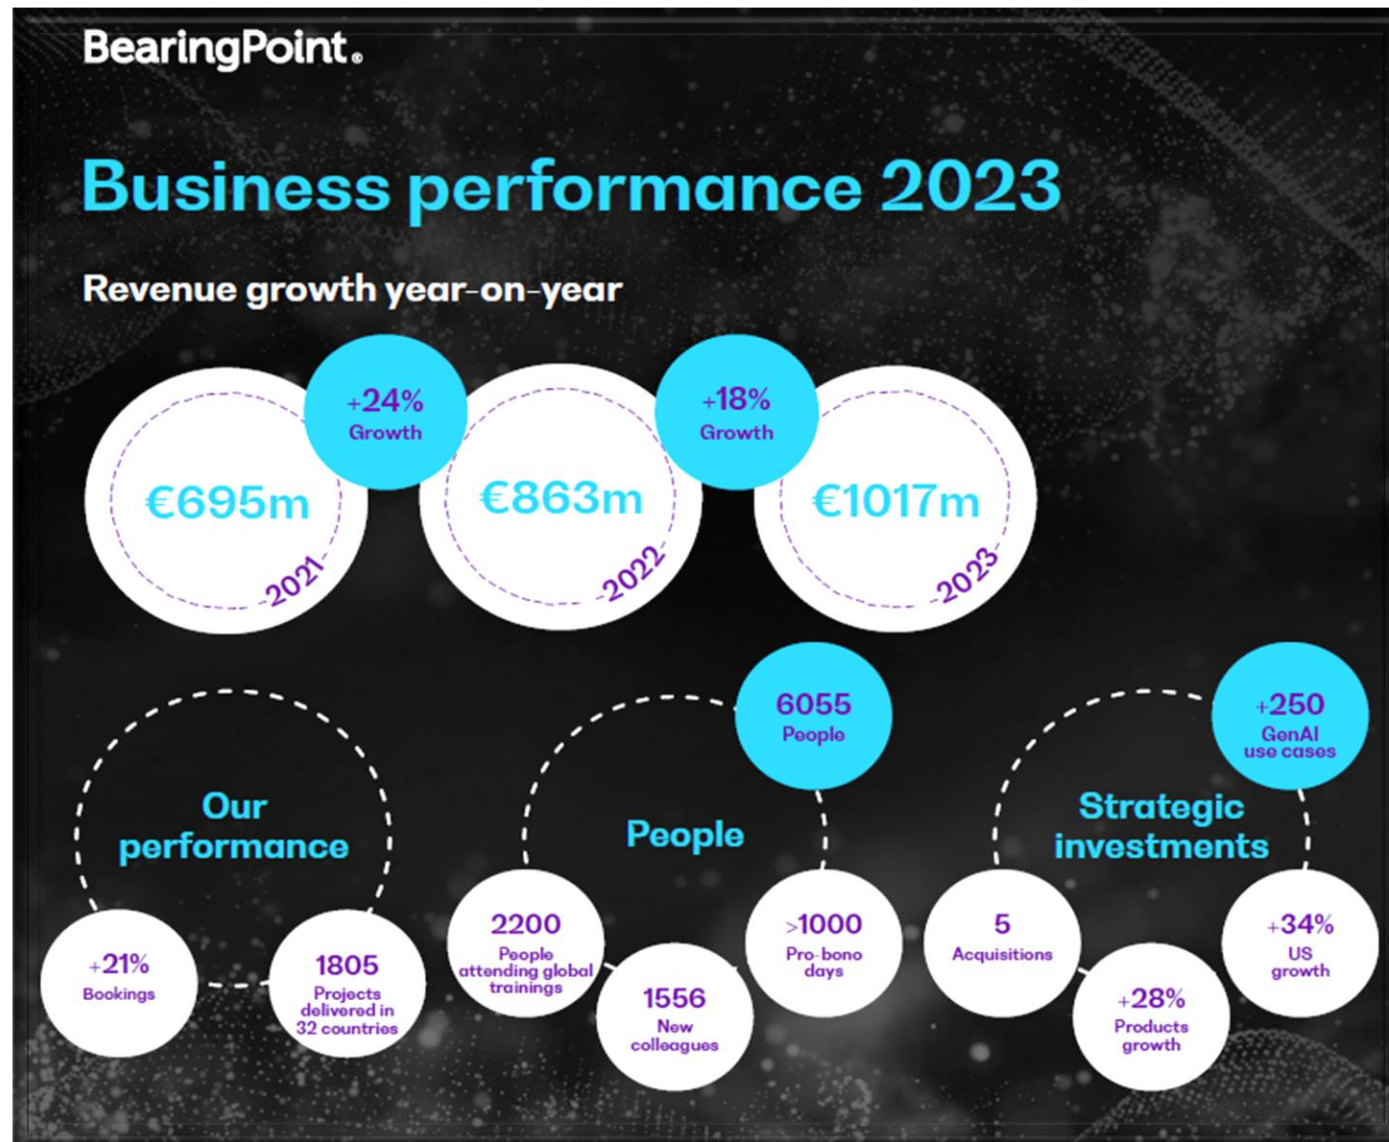 BearingPoint®
Business performance 2023
Revenue growth year-on-year
+24%
Growth
+18%
Growth
€695m
2021
€863m
2022
€1017m
2023
Our
performance
+21%
Bookings
1805
Projects
delivered in
32 countries
People
6055
People
2200
People
attending global
trainings
1556
New
colleagues
>1000
Pro-bono
days
Strategic
investments
+250
GenAI
use cases
5
Acquisitions
+28%
Products
growth
+34%
US
growth